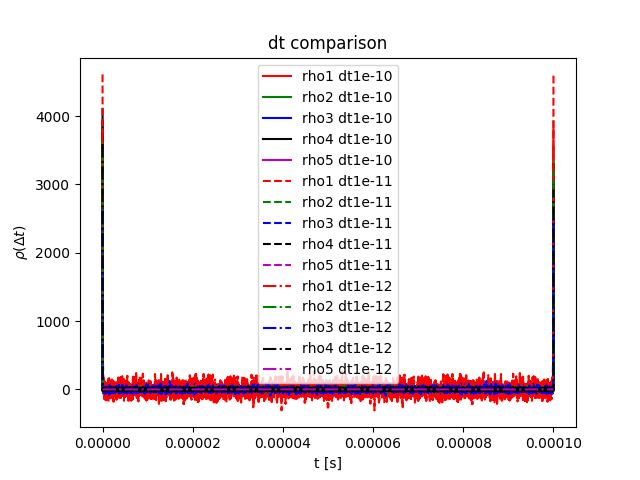 dt comparison
rho1 dt1e-10
rho2 dt1e-10
rho3 dt1e-10
rho4 dt1e-10
rho5 dt1e-10
rho1 dt1e-11
rho2 dt1e-11
rho3 dt1e-11
rho4 dt1e-11
rho5 dt1e-11
rho1 dt1e-12
rho2 dt1e-12
rho3 dt1e-12
rho4 dt1e-12
rho5 dt1e-12
4000
3000
2000
1000
0
ρ(Δt)
0.00000 0.00002 0.00004 0.00006 0.00008 0.00010
t [s]